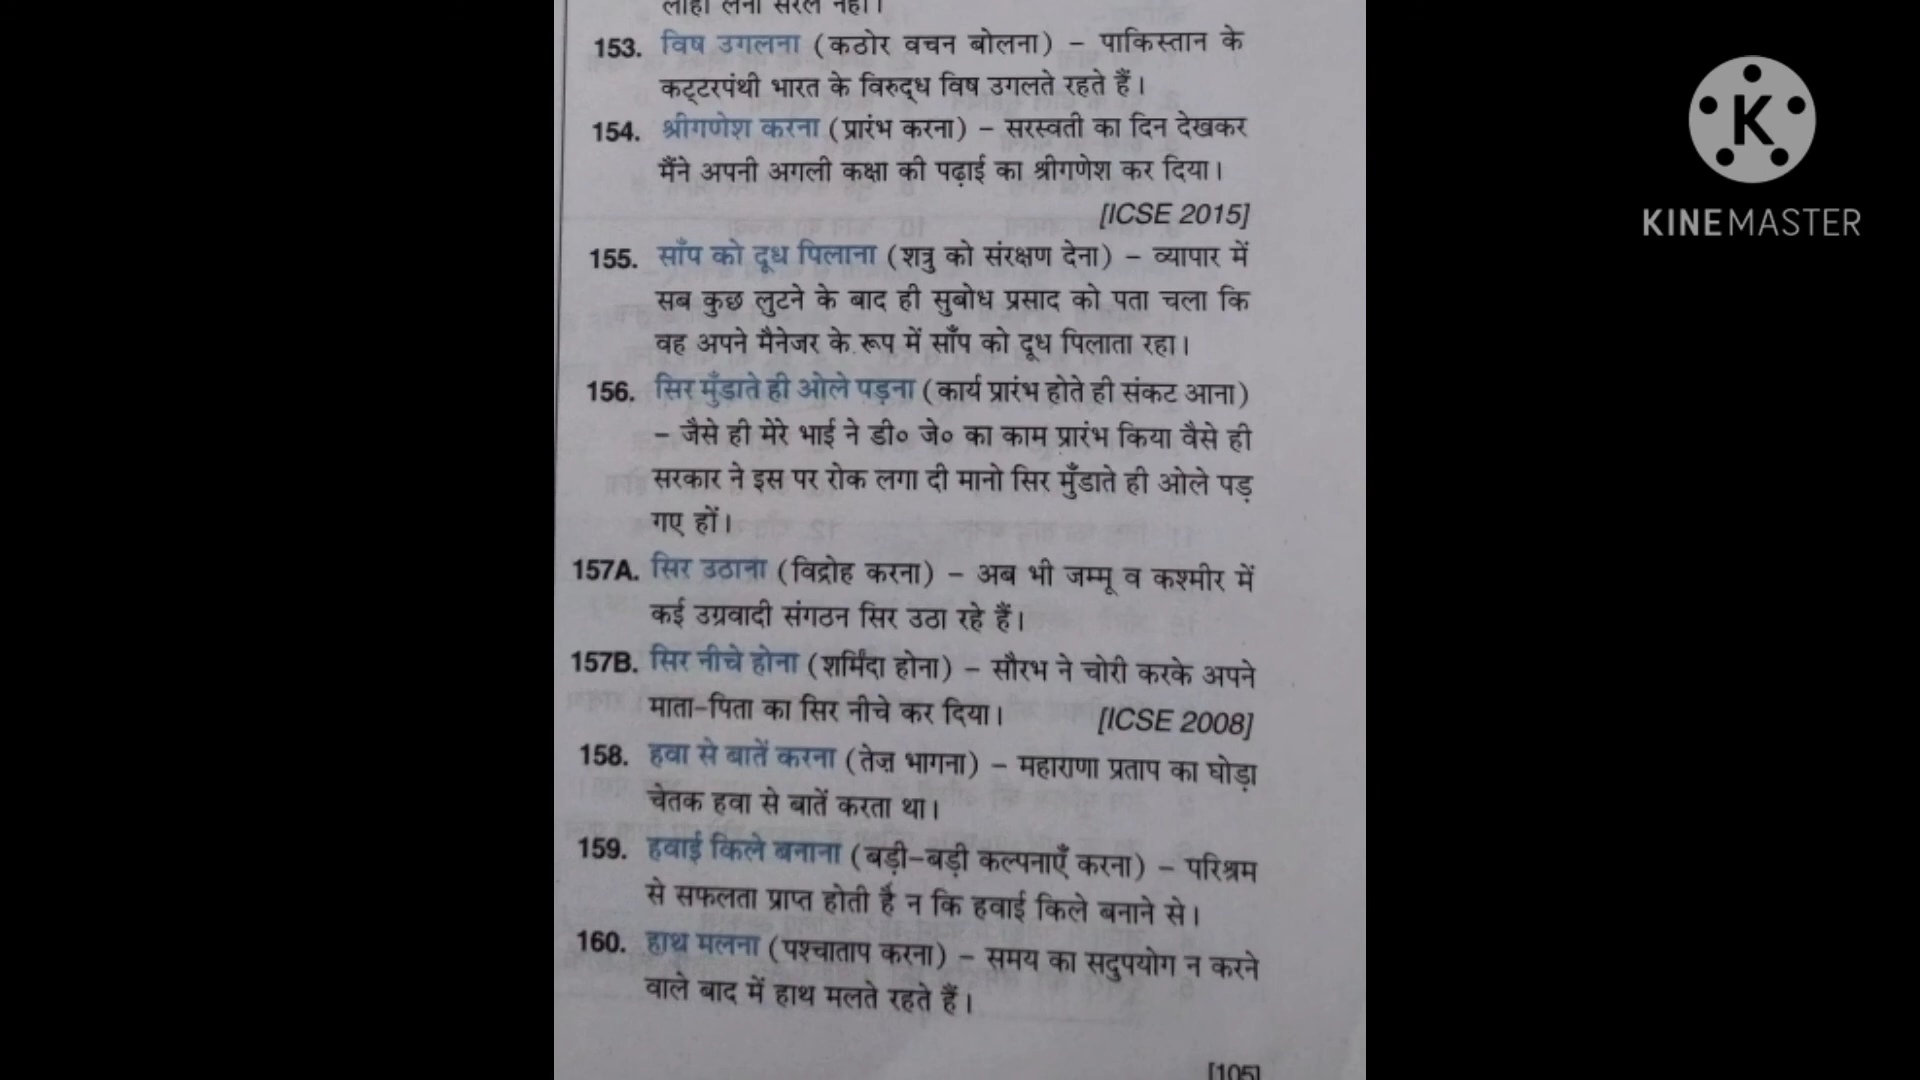 लोहा लेना सरल नहीं।
153. विष उगलना (कठोर वचन बोलना) – पाकिस्तान के
कट्टरपंथी भारत के विरुद्ध विष उगलते रहते हैं।
154. श्रीगणेश करना (प्रारंभ करना) – सरस्वती का दिन देखकर
मैंने अपनी अगली कक्षा की पढ़ाई का श्रीगणेश कर दिया।
[ICSE 2015]
155. साँप को दूध पिलाना (शत्रु को संरक्षण देना) – व्यापार में
सब कुछ लुटने के बाद ही सुबोध प्रसाद को पता चला कि
वह अपने मैनेजर के रूप में साँप को दूध पिलाता रहा।
156. सिर मुँडाते ही ओले पड़ना (कार्य प्रारंभ होते ही संकट आना)
– जैसे ही मेरे भाई ने डी० जे० का काम प्रारंभ किया वैसे ही
सरकार ने इस पर रोक लगा दी मानो सिर मुँडाते ही ओले पड़
गए हों।
157A. सिर उठाना (विद्रोह करना) – अब भी जम्मू व कश्मीर में
कई उग्रवादी संगठन सिर उठा रहे हैं।
157B. सिर नीचे होना (शर्मिंदा होना) – सौरभ ने चोरी करके अपने
माता-पिता का सिर नीचे कर दिया। [ICSE 2008]
158. हवा से बातें करना (तेज़ भागना) – महाराणा प्रताप का घोड़ा
चेतक हवा से बातें करता था।
159. हवाई किले बनाना (बड़ी-बड़ी कल्पनाएँ करना) – परिश्रम
से सफलता प्राप्त होती है न कि हवाई किले बनाने से।
160. हाथ मलना (पश्चाताप करना) – समय का सदुपयोग न करने
वाले बाद में हाथ मलते रहते हैं।
[105]
K
KINEMASTER